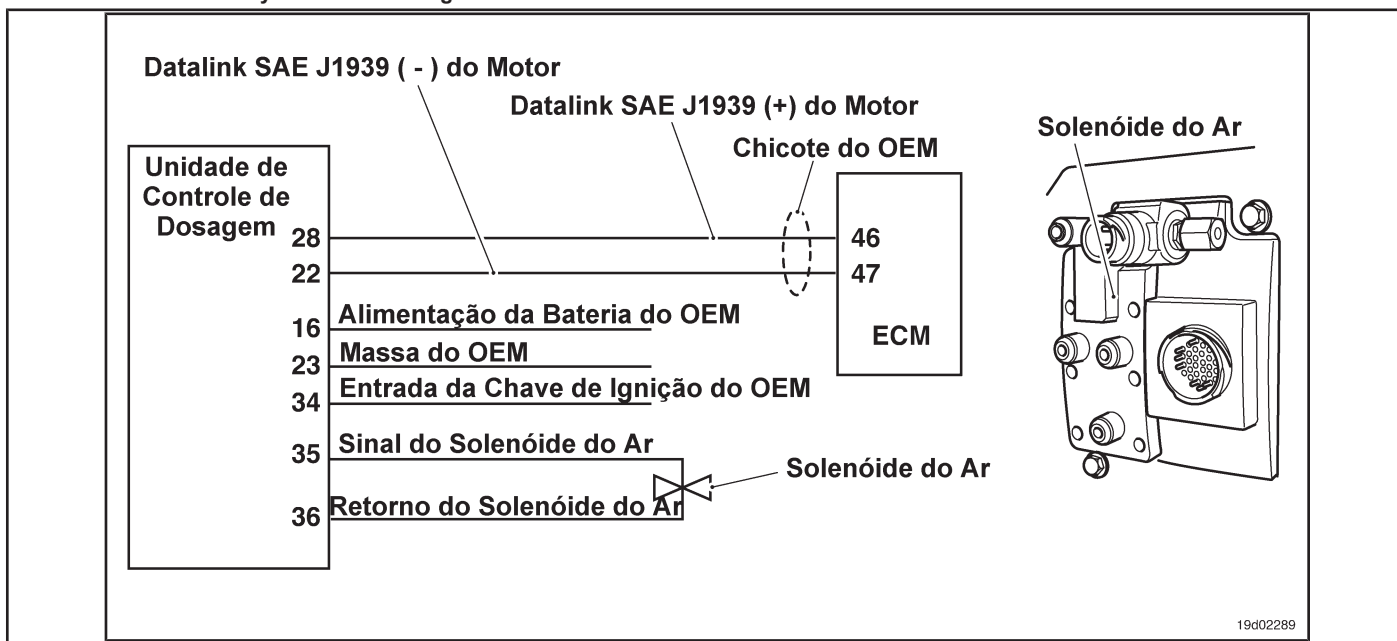 Datalink SAE J1939 ( - ) do Motor
Datalink SAE J1939 (+) do Motor
Chicote do OEM
Solenóide do Ar
Unidade de
Controle de
Dosagem
28
46
22
47
16
Alimentação da Bateria do OEM
ECM
23
Massa do OEM
34
Entrada da Chave de Ignição do OEM
35
Sinal do Solenóide do Ar
Solenóide do Ar
36
Retorno do Solenóide do Ar
19d02289